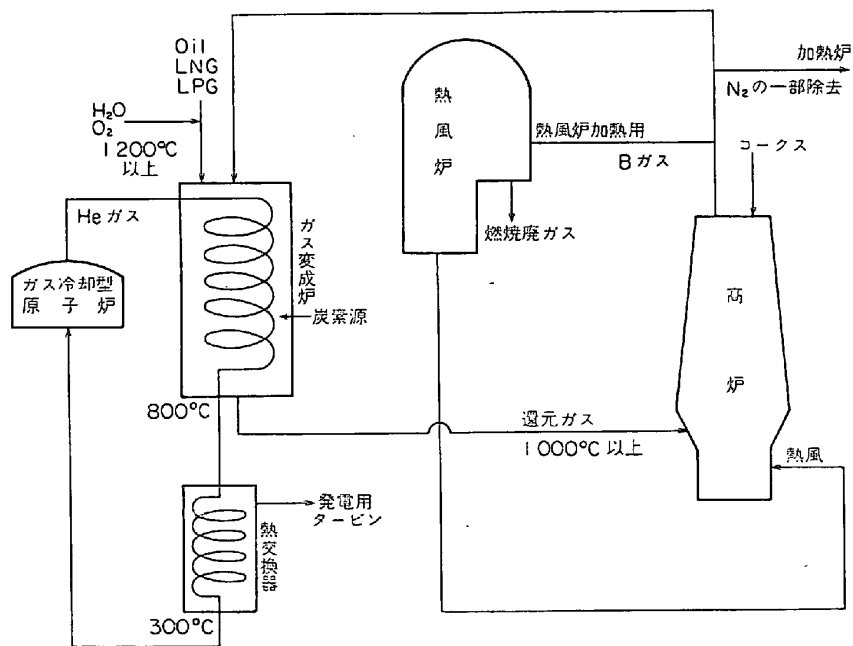 Oil
LNG
LPG
H₂O
O₂
1200℃
以上
Heガス
ガス冷却型
原子炉
ガス変成炉
炭素源
800℃
熱交換器
発電用
タービン
300℃
熱風炉
熱風炉加熱用
Bガス
燃焼廃ガス
加熱炉
N₂の一部除去
コークス
高炉
還元ガス
1000℃以上
熱風